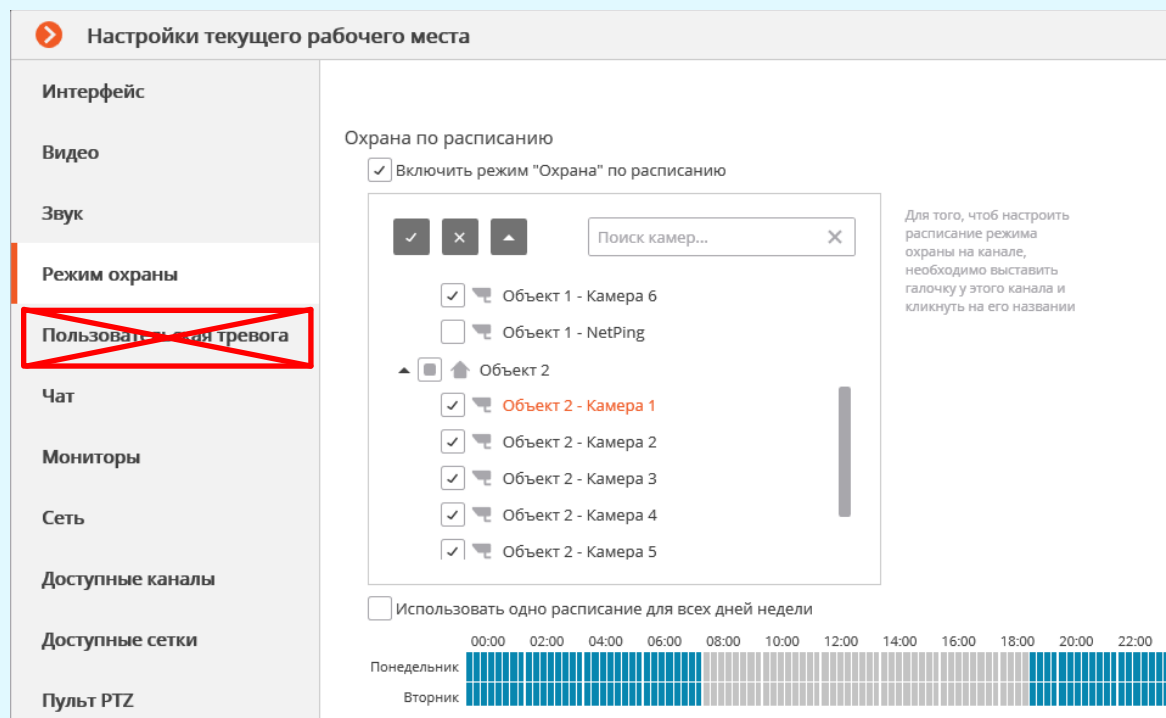 Настройки текущего рабочего места
Интерфейс
Видео
Звук
Режим охраны
Пользовательская тревога
Чат
Мониторы
Сеть
Доступные каналы
Доступные сетки
Пульт PTZ
Охрана по расписанию
Включить режим "Охрана" по расписанию
Поиск камер...
Объект 1 - Камера 6
Объект 1 - NetPing
Объект 2
Объект 2 - Камера 1
Объект 2 - Камера 2
Объект 2 - Камера 3
Объект 2 - Камера 4
Объект 2 - Камера 5
Для того, чтоб настроить
расписание режима
охраны на канале,
необходимо выставить
галочку у этого канала и
кликнуть на его названии
Использовать одно расписание для всех дней недели
00:00 02:00 04:00 06:00 08:00 10:00 12:00 14:00 16:00 18:00 20:00 22:00
Понедельник
Вторник